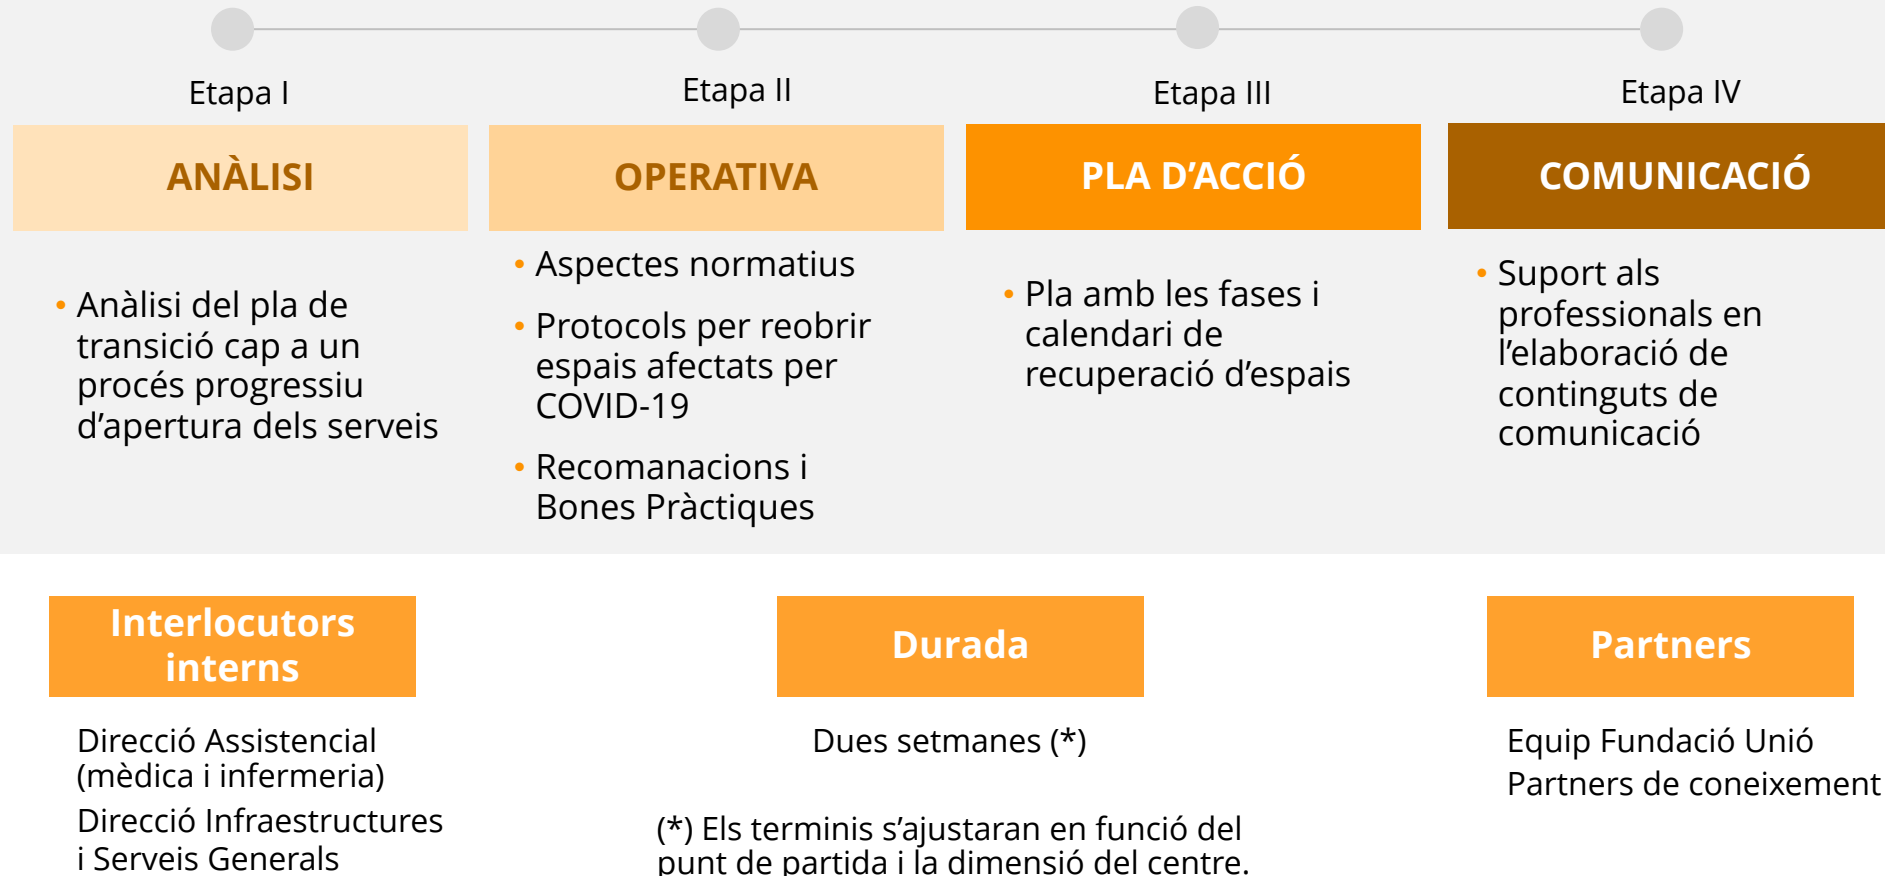 Etapa I
ANÀLISI
• Anàlisi del pla de
transició cap a un
procés progressiu
d’apertura dels serveis
Etapa II
OPERATIVA
• Aspectes normatius
• Protocols per reobrir
espais afectats per
COVID-19
• Recomanacions i
Bones Pràctiques
Etapa III
PLA D’ACCIÓ
• Pla amb les fases i
calendari de
recuperació d’espais
Etapa IV
COMUNICACIÓ
• Suport als
professionals en
l’elaboració de
continguts de
comunicació
Interlocutors
interns
Direcció Assistencial
(mèdica i infermeria)
Direcció Infraestructures
i Serveis Generals
Durada
Dues setmanes (*)
(*) Els terminis s’ajustaran en funció del
punt de partida i la dimensió del centre.
Partners
Equip Fundació Unió
Partners de coneixement